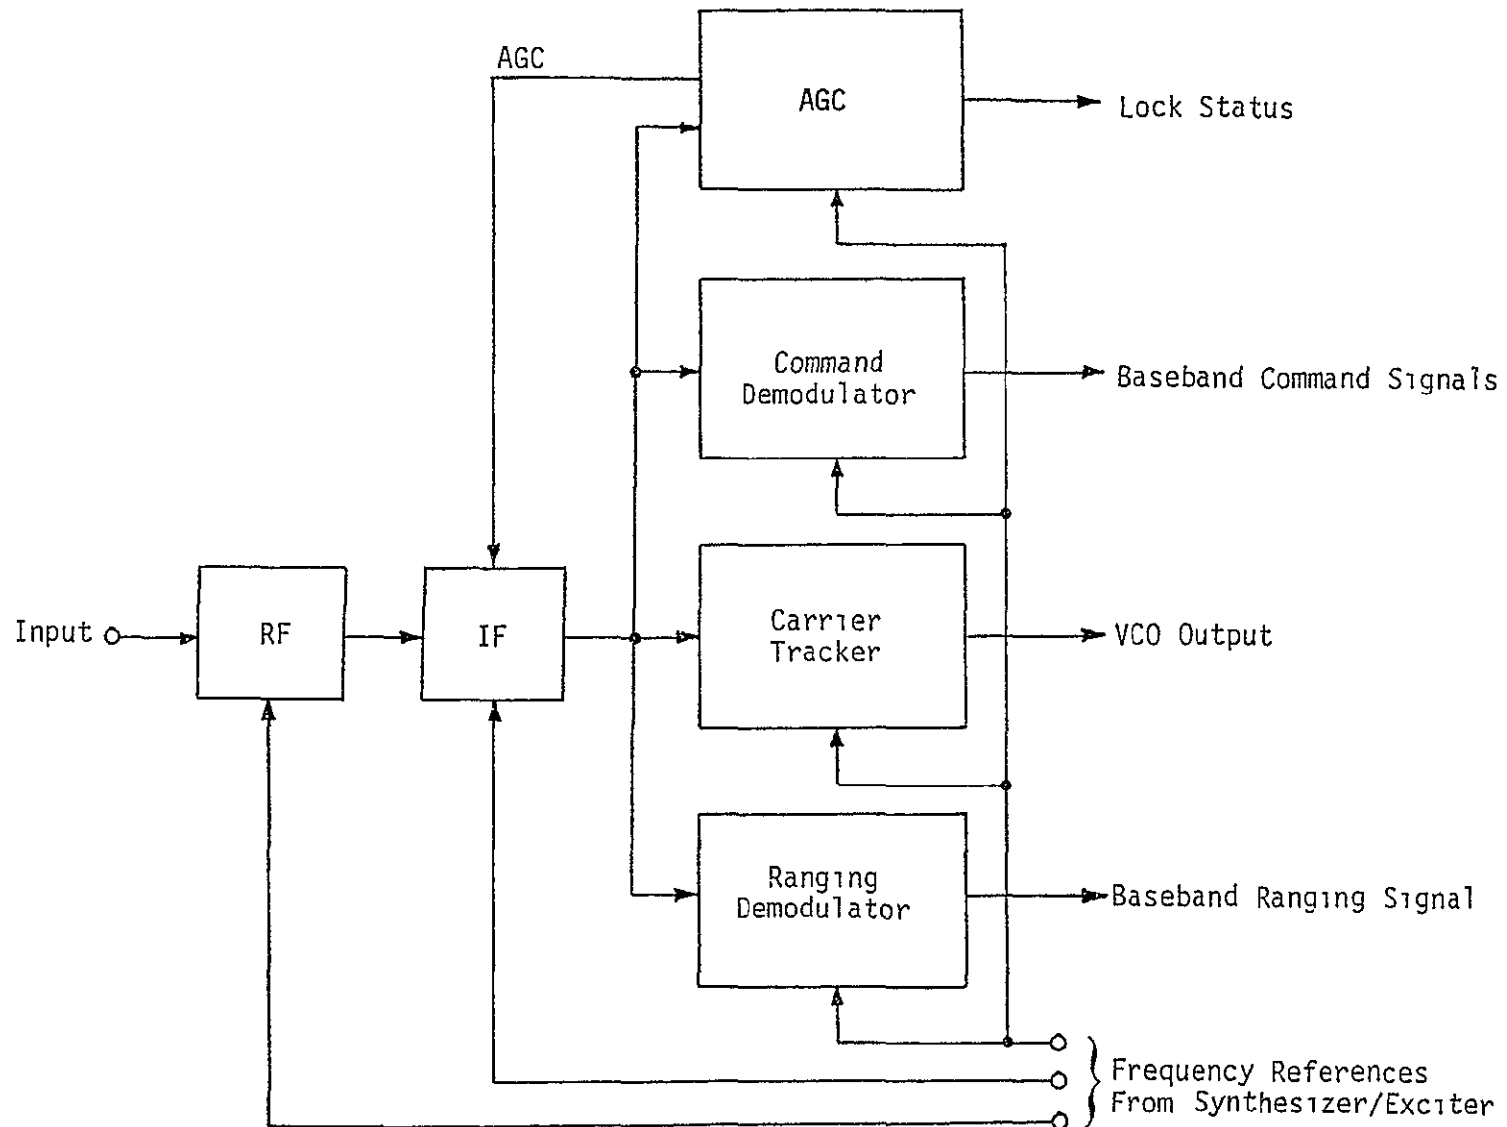 AGC
AGC
Lock Status
Command
Demodulator
Baseband Command Signals
Input
RF
IF
Carrier
Tracker
VCO Output
Ranging
Demodulator
Baseband Ranging Signal
Frequency References
From Synthesizer/Exciter